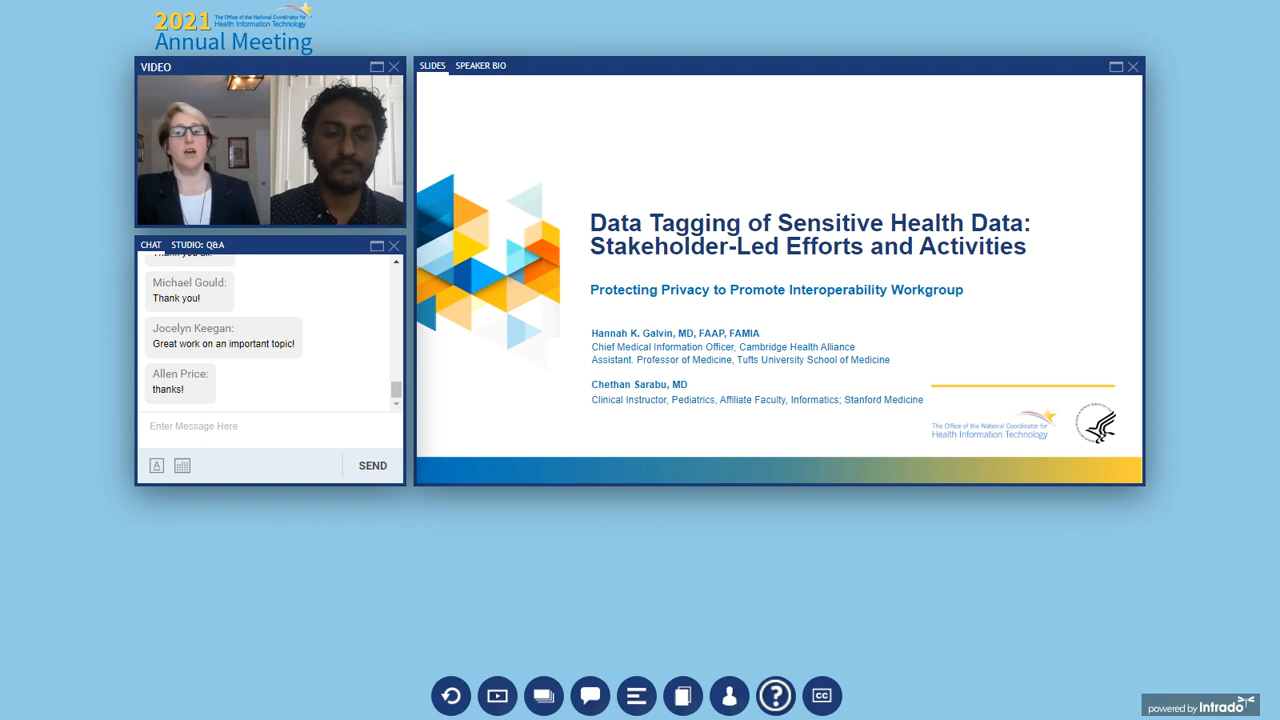 2021
The Office of the National Coordinator for
Health Information Technology
Annual Meeting
VIDEO
SLIDES
SPEAKER BIO
CHAT
STUDIO: Q&A
Michael Gould:
Thank you!
Jocelyn Keegan:
Great work on an important topic!
Allen Price:
thanks!
Enter Message Here
A
SEND
Data Tagging of Sensitive Health Data:
Stakeholder-Led Efforts and Activities
Protecting Privacy to Promote Interoperability Workgroup
Hannah K. Galvin, MD, FAAP, FAMIA
Chief Medical Information Officer, Cambridge Health Alliance
Assistant. Professor of Medicine, Tufts University School of Medicine
Chethan Sarabu, MD
Clinical Instructor, Pediatrics, Affiliate Faculty, Informatics; Stanford Medicine
The Office of the National Coordinator for
Health Information Technology
?
CC
powered by Intrado